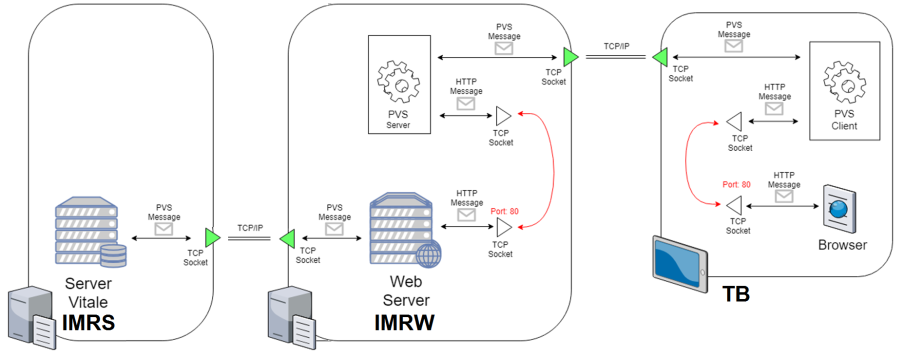 PVS
Message
TCP/IP
PVS
Message
TCP
Socket
TCP
Socket
HTTP
Message
HTTP
Message
PVS
Server
TCP
Socket
TCP
Socket
PVS
Client
PVS
Message
TCP/IP
PVS
Message
HTTP
Message
Port: 80
Port: 80
HTTP
Message
TCP
Socket
TCP
Socket
TCP
Socket
TCP
Socket
Browser
Server
Vitale
IMRS
Web
Server
IMRW
TB